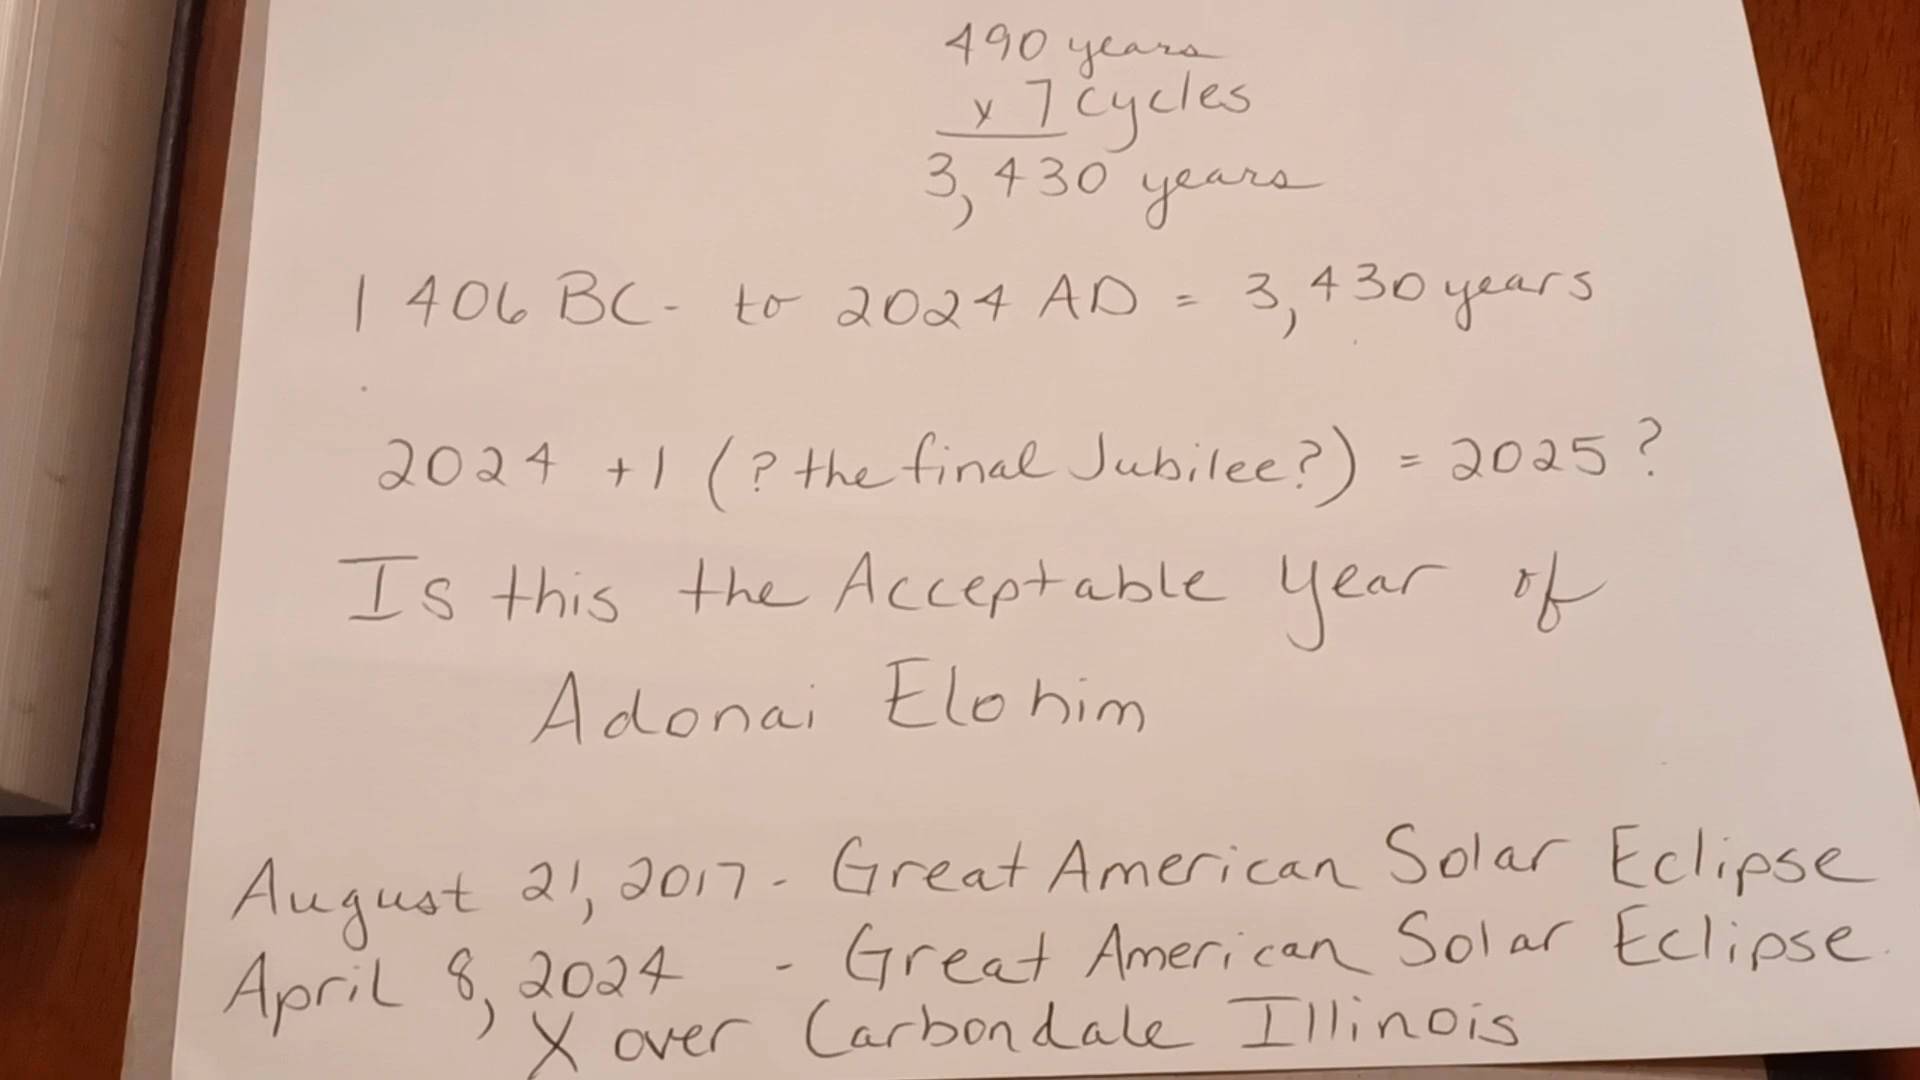 490 years
x 7 cycles
3,430 years
1406 BC - to 2024 AD = 3,430 years
2024 +1 (? the final Jubilee?) = 2025?
Is this the Acceptable Year of
Adonai Elohim
August 21, 2017 - Great American Solar Eclipse
April 8, 2024 - Great American Solar Eclipse
X over Carbondale Illinois